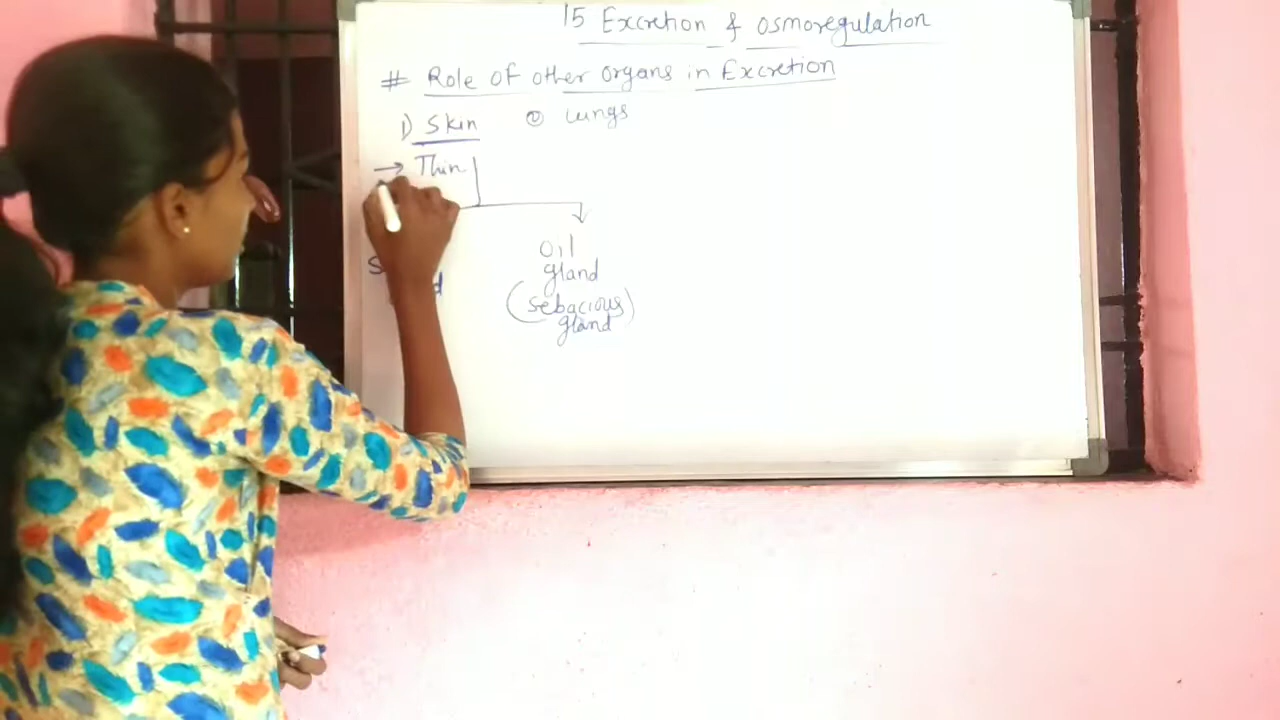 15 Excretion & osmoregulation
# Role of other organs in Excretion
1) Skin ② Lungs
→ Thin
oil
gland
(sebacious
gland)